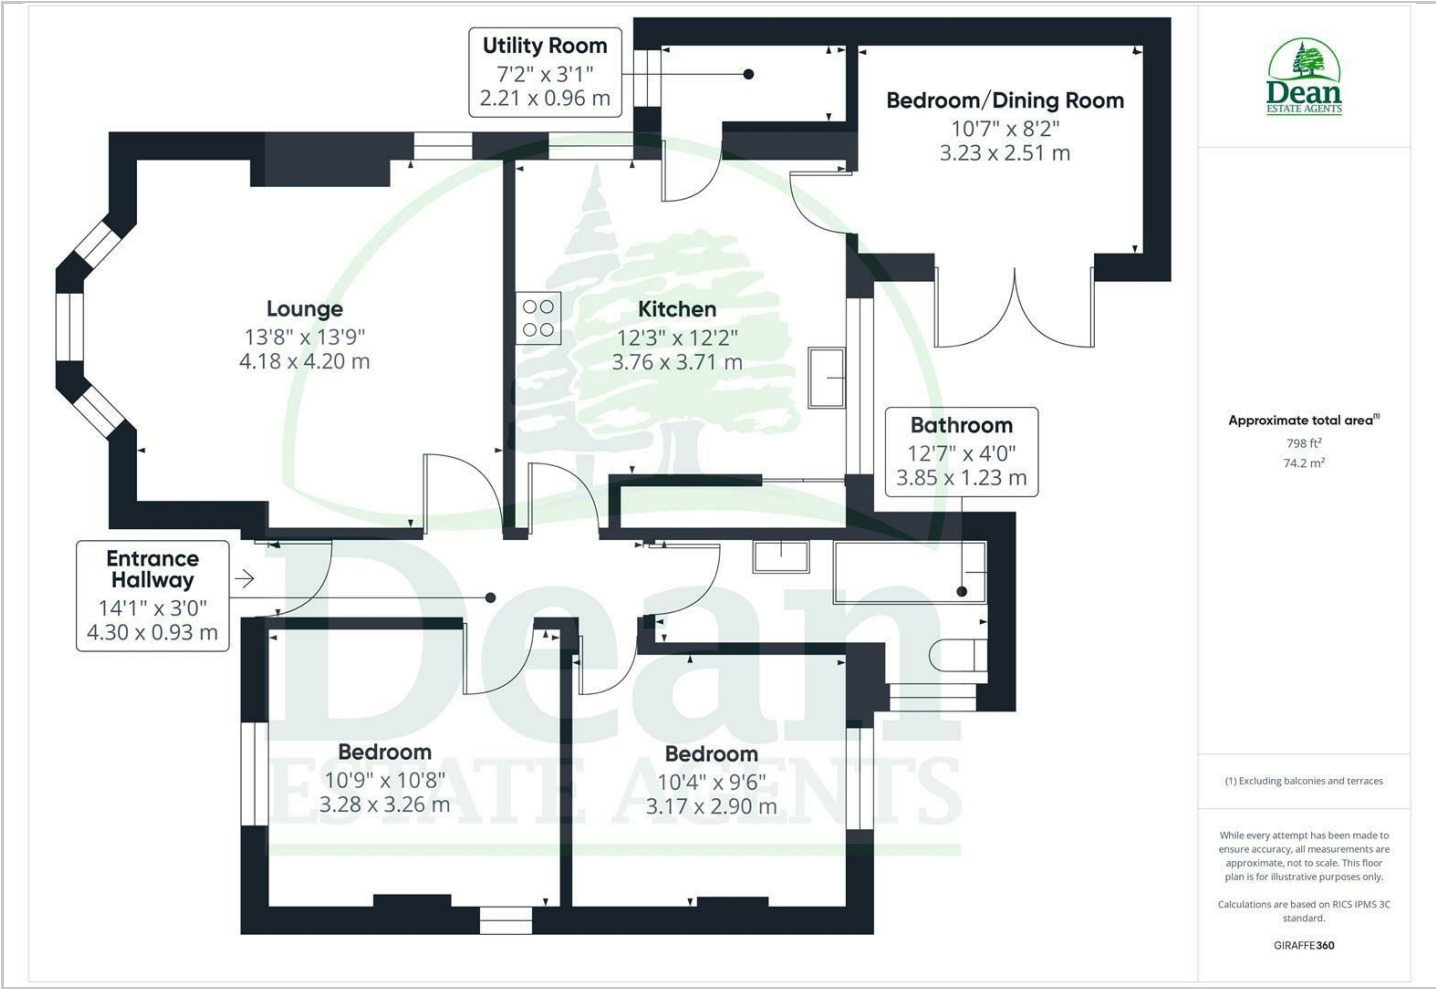 Utility Room
7'2" x 3'1"
2.21 x 0.96 m
Bedroom/Dining Room
10'7" x 8'2"
3.23 x 2.51 m
Lounge
13'8" x 13'9"
4.18 x 4.20 m
Kitchen
12'3" x 12'2"
3.76 x 3.71 m
Bathroom
12'7" x 4'0"
3.85 x 1.23 m
Entrance
Hallway
14'1" x 3'0"
4.30 x 0.93 m
Bedroom
10'9" x 10'8"
3.28 x 3.26 m
Bedroom
10'4" x 9'6"
3.17 x 2.90 m
Dean
ESTATE AGENTS
Dean
ESTATE AGENTS
Approximate total area⁽¹⁾
798 ft²
74.2 m²
(1) Excluding balconies and terraces
While every attempt has been made to
ensure accuracy, all measurements are
approximate, not to scale. This floor
plan is for illustrative purposes only.
Calculations are based on RICS IPMS 3C
standard.
GIRAFFE360